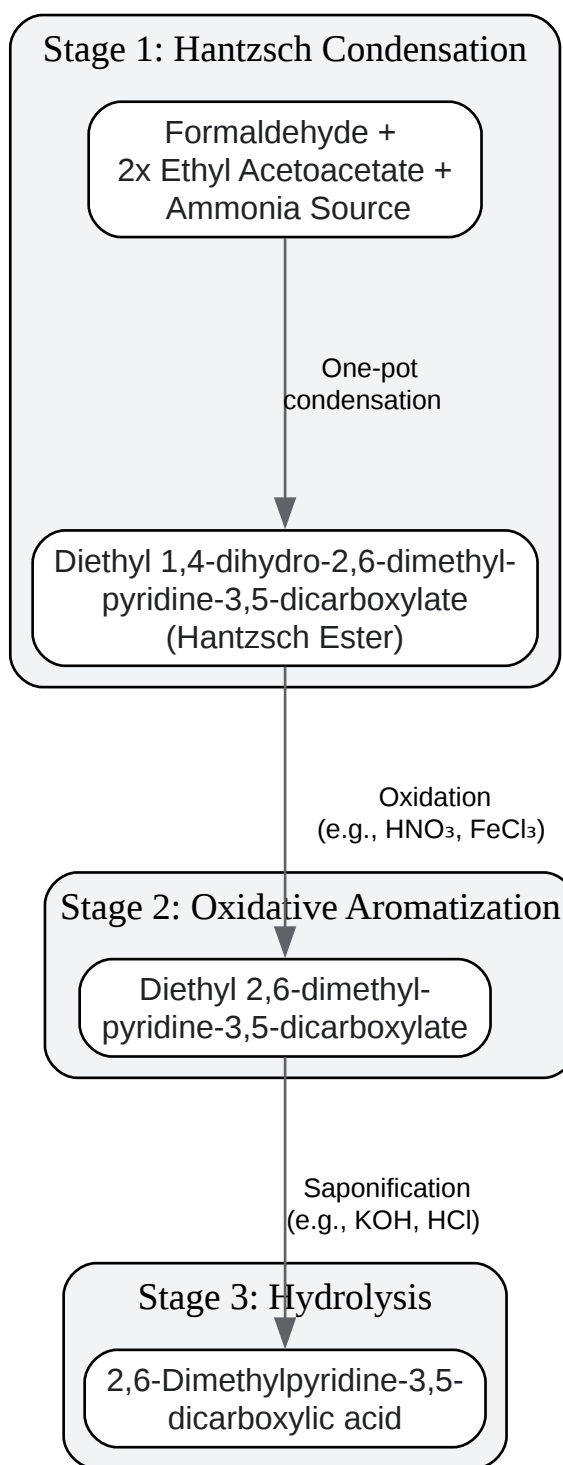 Stage 1: Hantzsch Condensation
Formaldehyde +
2x Ethyl Acetoacetate +
Ammonia Source
One-pot
condensation
Diethyl 1,4-dihydro-2,6-dimethyl-
pyridine-3,5-dicarboxylate
(Hantzsch Ester)
Oxidation
(e.g., HNO₃, FeCl₃)
Stage 2: Oxidative Aromatization
Diethyl 2,6-dimethyl-
pyridine-3,5-dicarboxylate
Saponification
(e.g., KOH, HCl)
Stage 3: Hydrolysis
2,6-Dimethylpyridine-3,5-
dicarboxylic acid